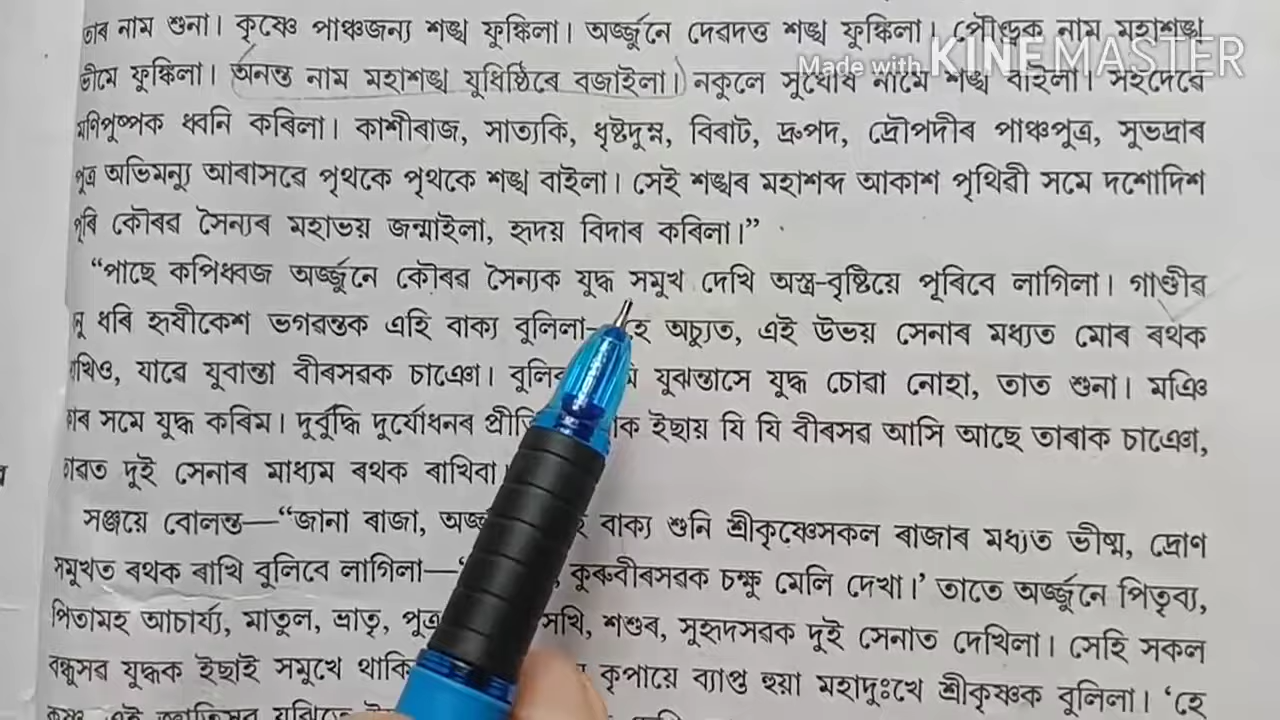 তাৰ নাম শুনা। কৃষ্ণে পাঞ্চজন্য শঙ্খ ফুঙ্কিলা। অৰ্জ্জুনে দেৱদত্ত শঙ্খ ফুঙ্কিলা। পৌণ্ড্ৰক নাম মহাশঙ্খ
Made with KINEMASTER
ভীমে ফুঙ্কিলা। অনন্ত নাম মহাশঙ্খ যুধিষ্ঠিৰে বজাইলা। নকুলে সুঘোষ নামে শঙ্খ বাইলা। সহদেৱে
মণিপুষ্পক ধ্বনি কৰিলা। কাশীৰাজ, সাত্যকি, ধৃষ্টদ্যুম্ন, বিৰাট, দ্ৰুপদ, দ্ৰৌপদীৰ পাঞ্চপুত্ৰ, সুভদ্ৰাৰ
পুত্ৰ অভিমন্যু আৰাসৱে পৃথকে পৃথকে শঙ্খ বাইলা। সেই শঙ্খৰ মহাশব্দ আকাশ পৃথিৱী সমে দশোদিশ
পূৰি কৌৰৱ সৈন্যৰ মহাভয় জন্মাইলা, হৃদয় বিদাৰ কৰিলা।”
“পাছে কপিধ্বজ অৰ্জ্জুনে কৌৰৱ সৈন্যক যুদ্ধ সমুখ দেখি অস্ত্ৰ-বৃষ্টিয়ে পূৰিবে লাগিলা। গাণ্ডীৱ
ধৰি হৃষীকেশ ভগৱন্তক এহি বাক্য বুলিলা– হে অচ্যুত, এই উভয় সেনাৰ মধ্যত মোৰ ৰথক
যাৱে যুবান্তা বীৰসৱক চাঞো। যুঝন্তাসে যুদ্ধ চোৱা নোহা, তাত শুনা। মঞি
সমে যুদ্ধ কৰিম। দুৰ্বুদ্ধি দুৰ্যোধনৰ ইছায় যি যি বীৰসৱ আসি আছে তাৰাক চাঞো,
তাৱত দুই সেনাৰ মাধ্যম ৰথক ৰাখিবা।
সঞ্জয়ে বোলন্ত—“জানা ৰাজা, বাক্য শুনি শ্ৰীকৃষ্ণেসকল ৰাজাৰ মধ্যত ভীষ্ম, দ্ৰোণ
সমুখত ৰথক ৰাখি বুলিবে লাগিলা—‘ কুৰুবীৰসৱক চক্ষু মেলি দেখা।’ তাতে অৰ্জ্জুনে পিতৃব্য,
পিতামহ আচাৰ্য্য, মাতুল, ভ্ৰাতৃ, পুত্ৰ সখি, শশুৰ, সুহৃদসৱক দুই সেনাত দেখিলা। সেহি সকল
বন্ধুসৱ যুদ্ধক ইছাই সমুখে কৃপায়ে ব্যাপ্ত হুয়া মহাদুঃখে শ্ৰীকৃষ্ণক বুলিলা। ‘হে